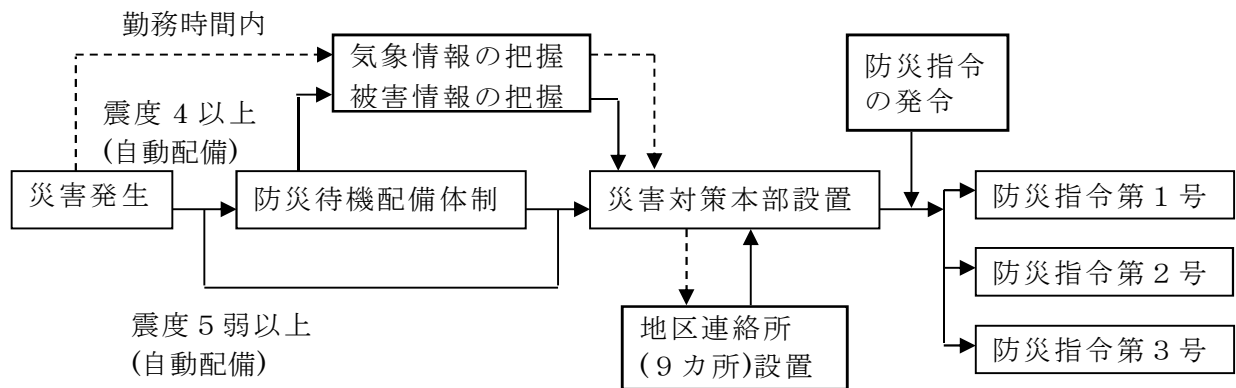 勤務時間内
気象情報の把握
被害情報の把握
防災指令
の発令
震度４以上
(自動配備)
災害発生
防災待機配備体制
災害対策本部設置
防災指令第１号
防災指令第２号
防災指令第３号
震度５弱以上
(自動配備)
地区連絡所
(９カ所)設置